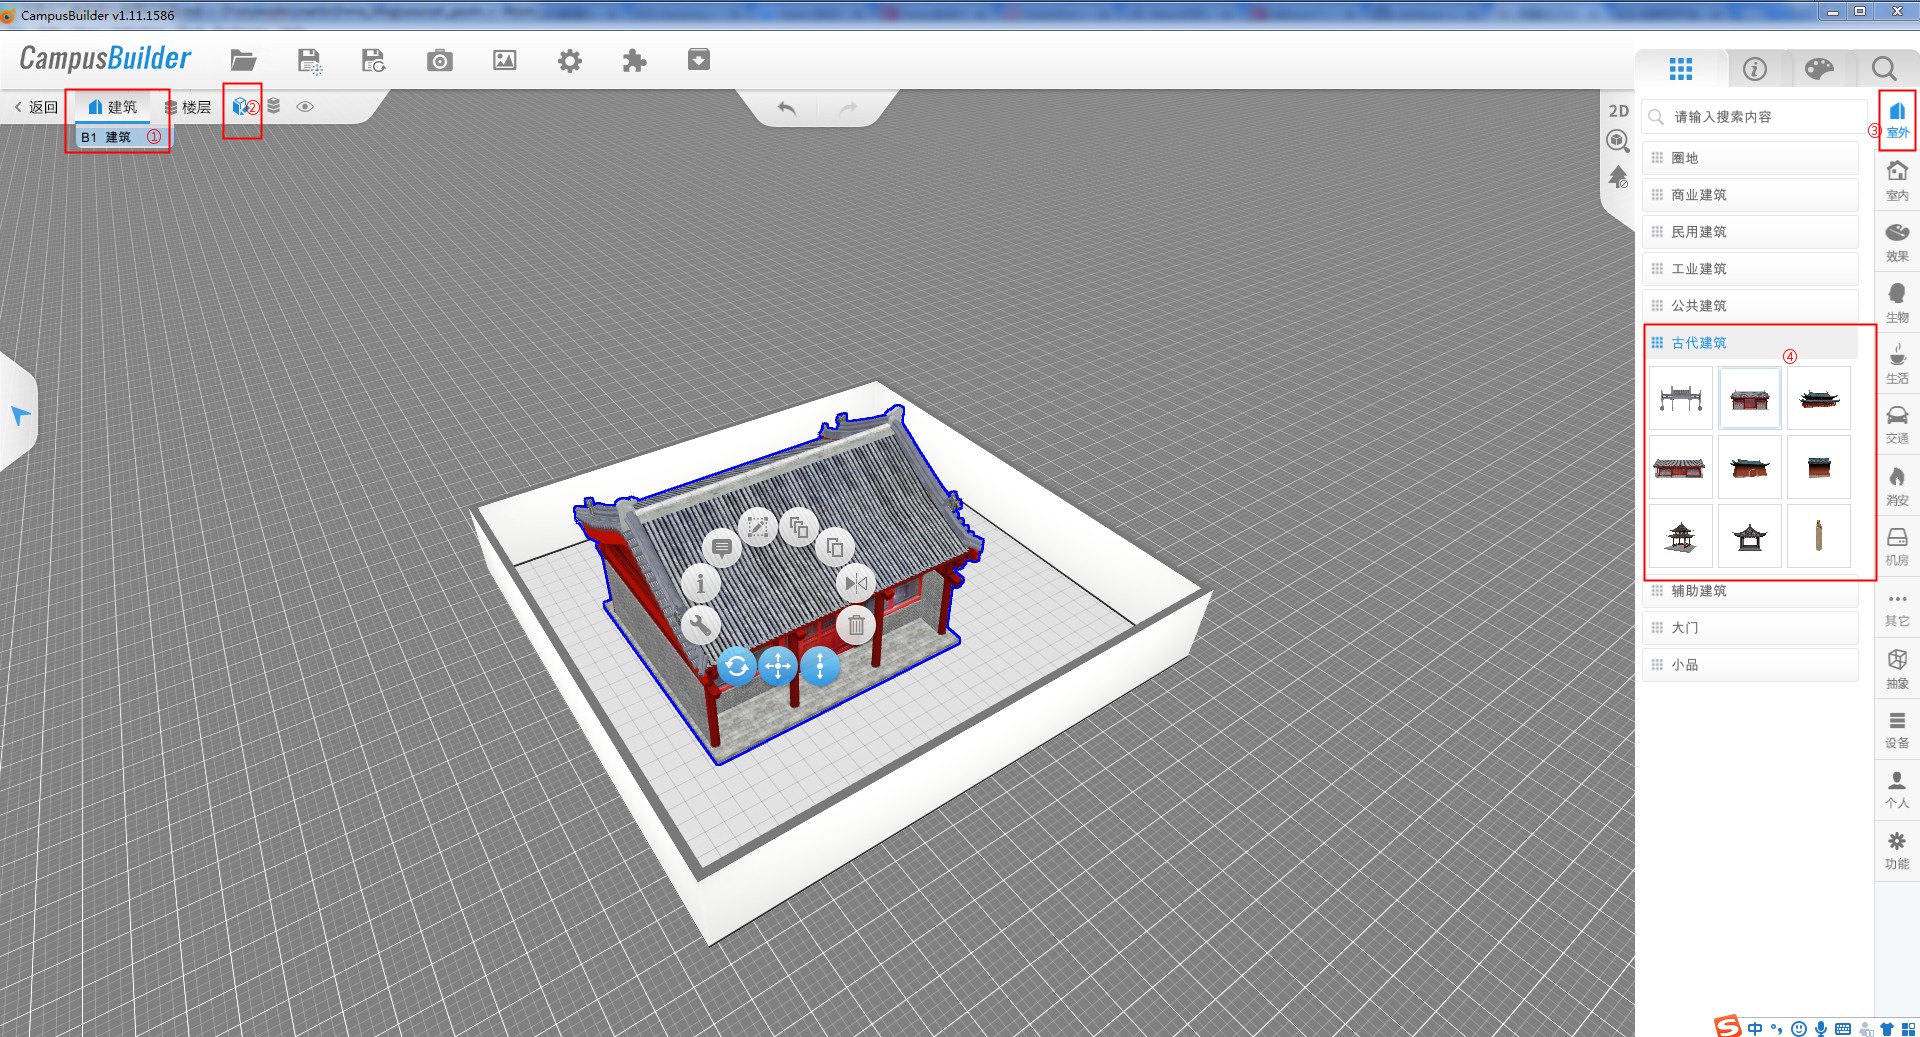 CampusBuilder v1.11.1586
CampusBuilder
返回
建筑
楼层
②
B1 建筑 ①
2D
请输入搜索内容
圈地
商业建筑
民用建筑
工业建筑
公共建筑
古代建筑
④
辅助建筑
大门
小品
③
室外
室内
效果
生物
生活
交通
消安
机房
其它
抽象
设备
个人
功能
中